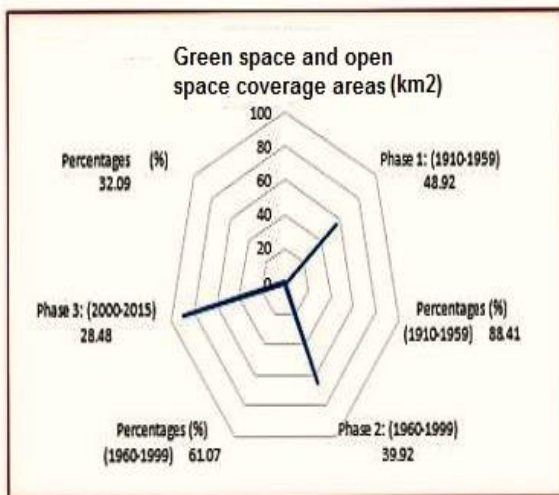 Green space and open
space coverage areas (km2)
100
80
60
40
20
0
Phase 1: (1910-1959)
48.92
Percentages (%)
(1910-1959) 88.41
Phase 2: (1960-1999)
39.92
Percentages (%)
(1960-1999) 61.07
Phase 3: (2000-2015)
28.48
Percentages (%)
32.09